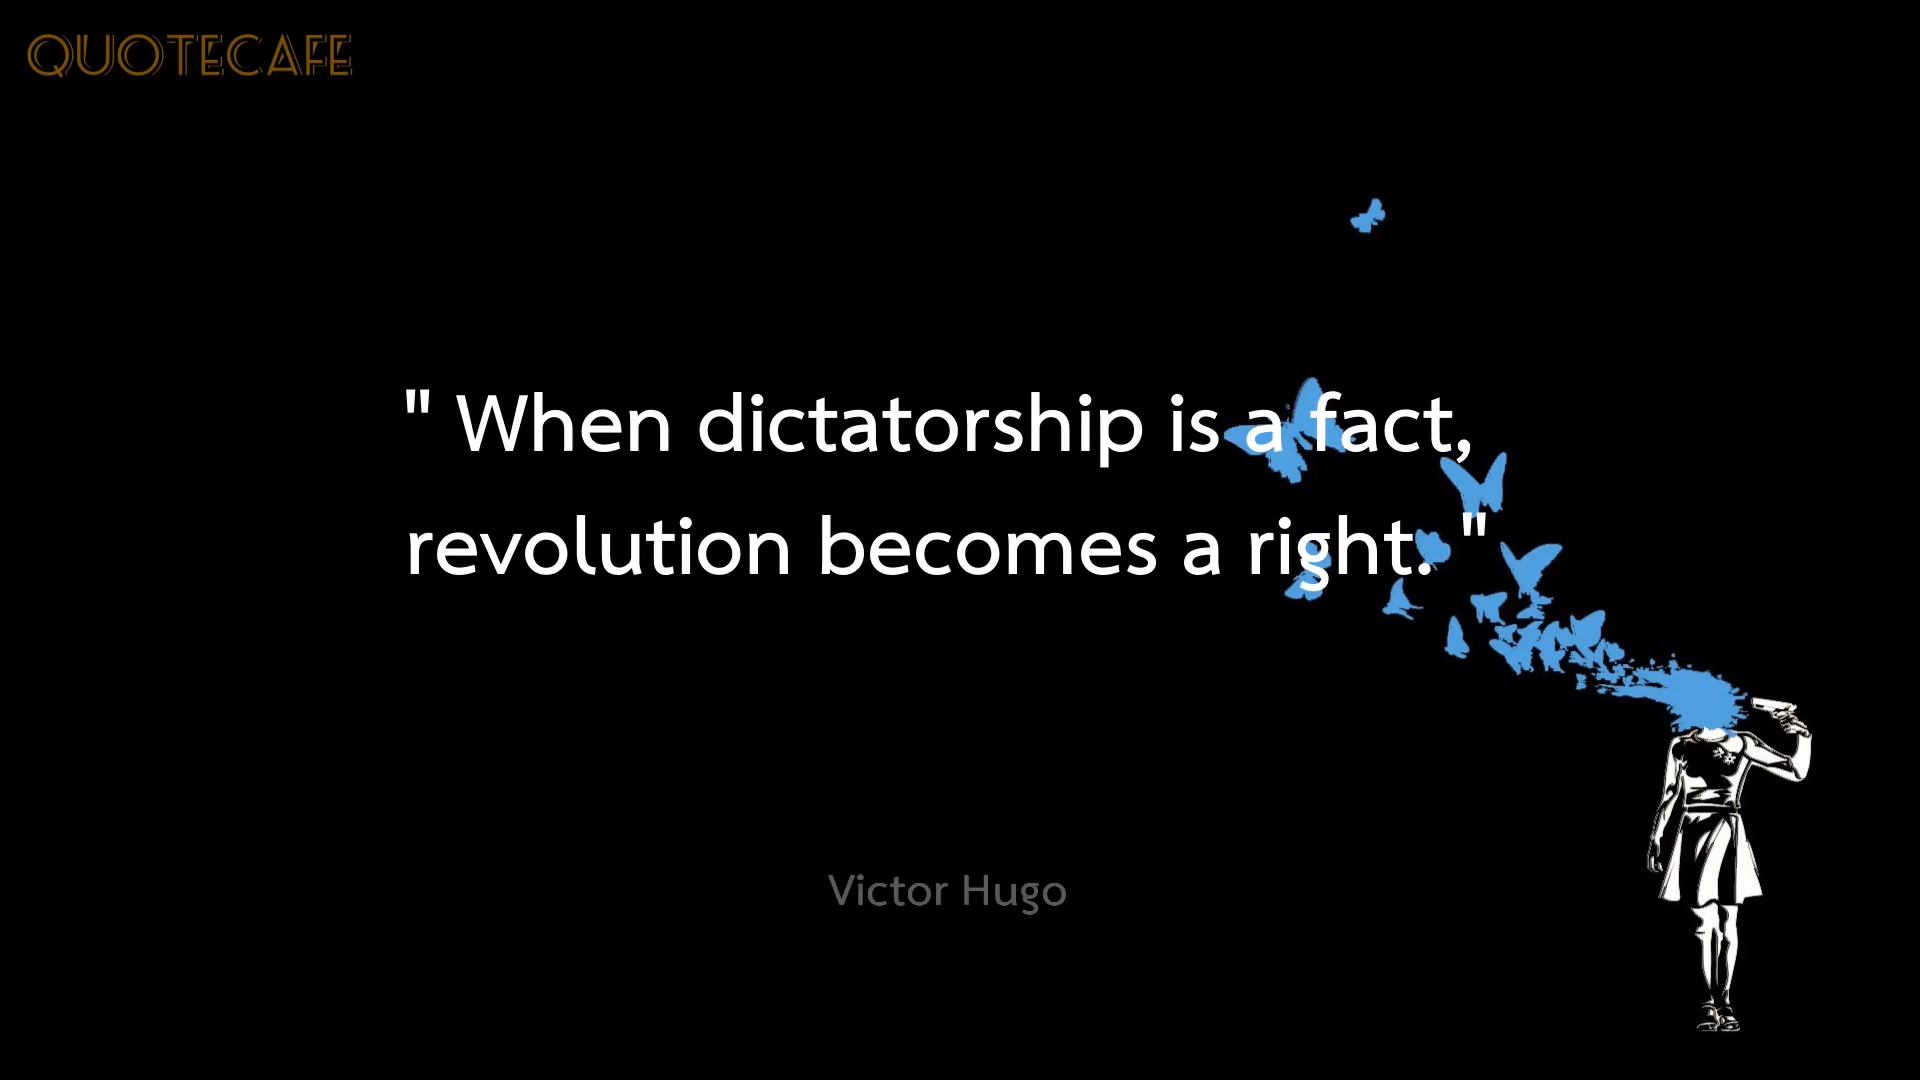 QUOTECAFE
" When dictatorship is a fact,
revolution becomes a right. "
Victor Hugo